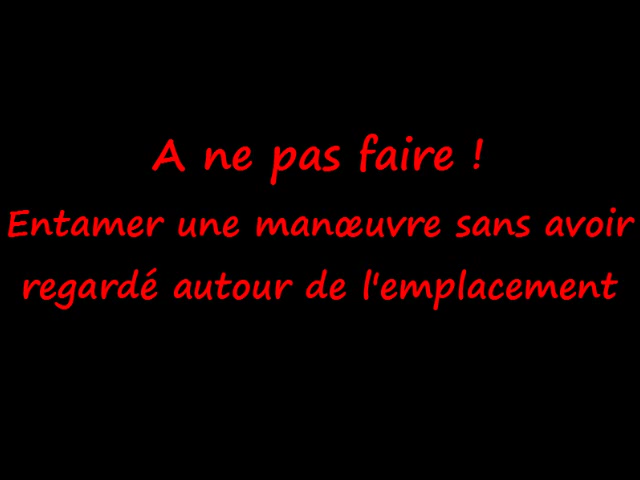 A ne pas faire !
Entamer une manœuvre sans avoir
regardé autour de l'emplacement